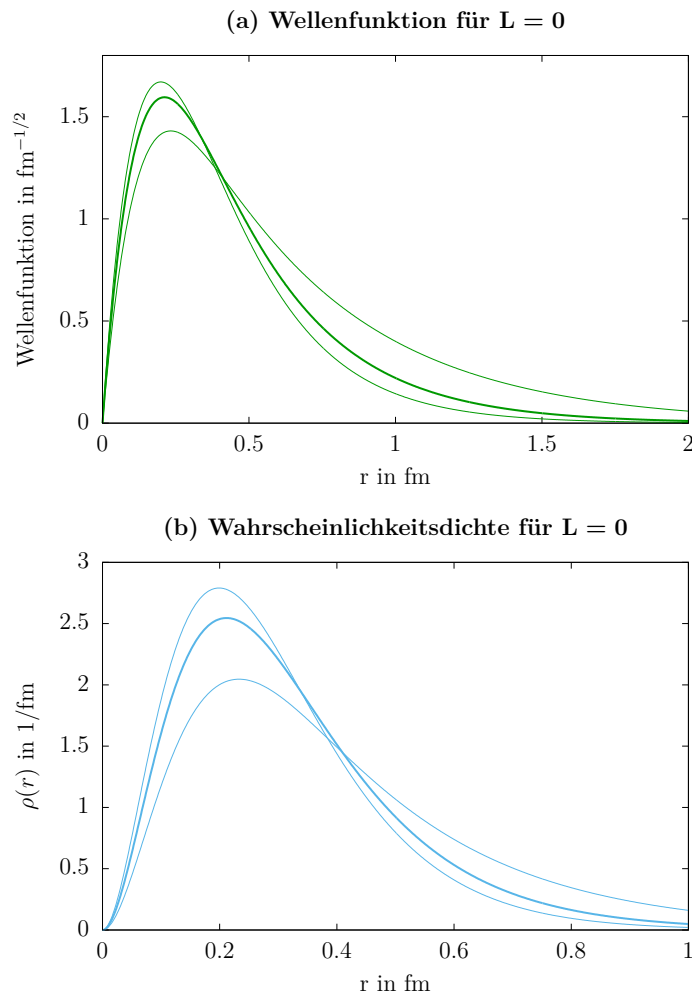 (a) Wellenfunktion für L = 0
Wellenfunktion in fm^{-1/2}
1.5
1
0.5
0
0 0.5 1 1.5 2
r in fm
(b) Wahrscheinlichkeitsdichte für L = 0
ρ(r) in 1/fm
3
2.5
2
1.5
1
0.5
0
0 0.2 0.4 0.6 0.8 1
r in fm